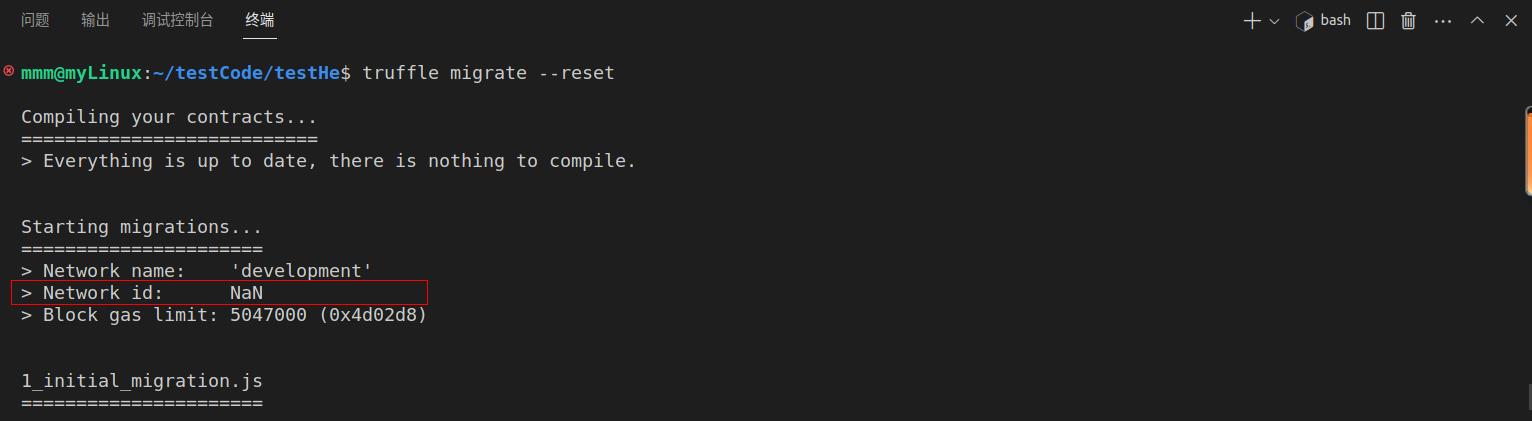 问题 输出 调试控制台 终端 bash
mmm@myLinux:~/testCode/testHe$ truffle migrate --reset
Compiling your contracts...
===========================
> Everything is up to date, there is nothing to compile.
Starting migrations...
======================
> Network name:    'development'
> Network id:      NaN
> Block gas limit: 5047000 (0x4d02d8)
1_initial_migration.js
======================